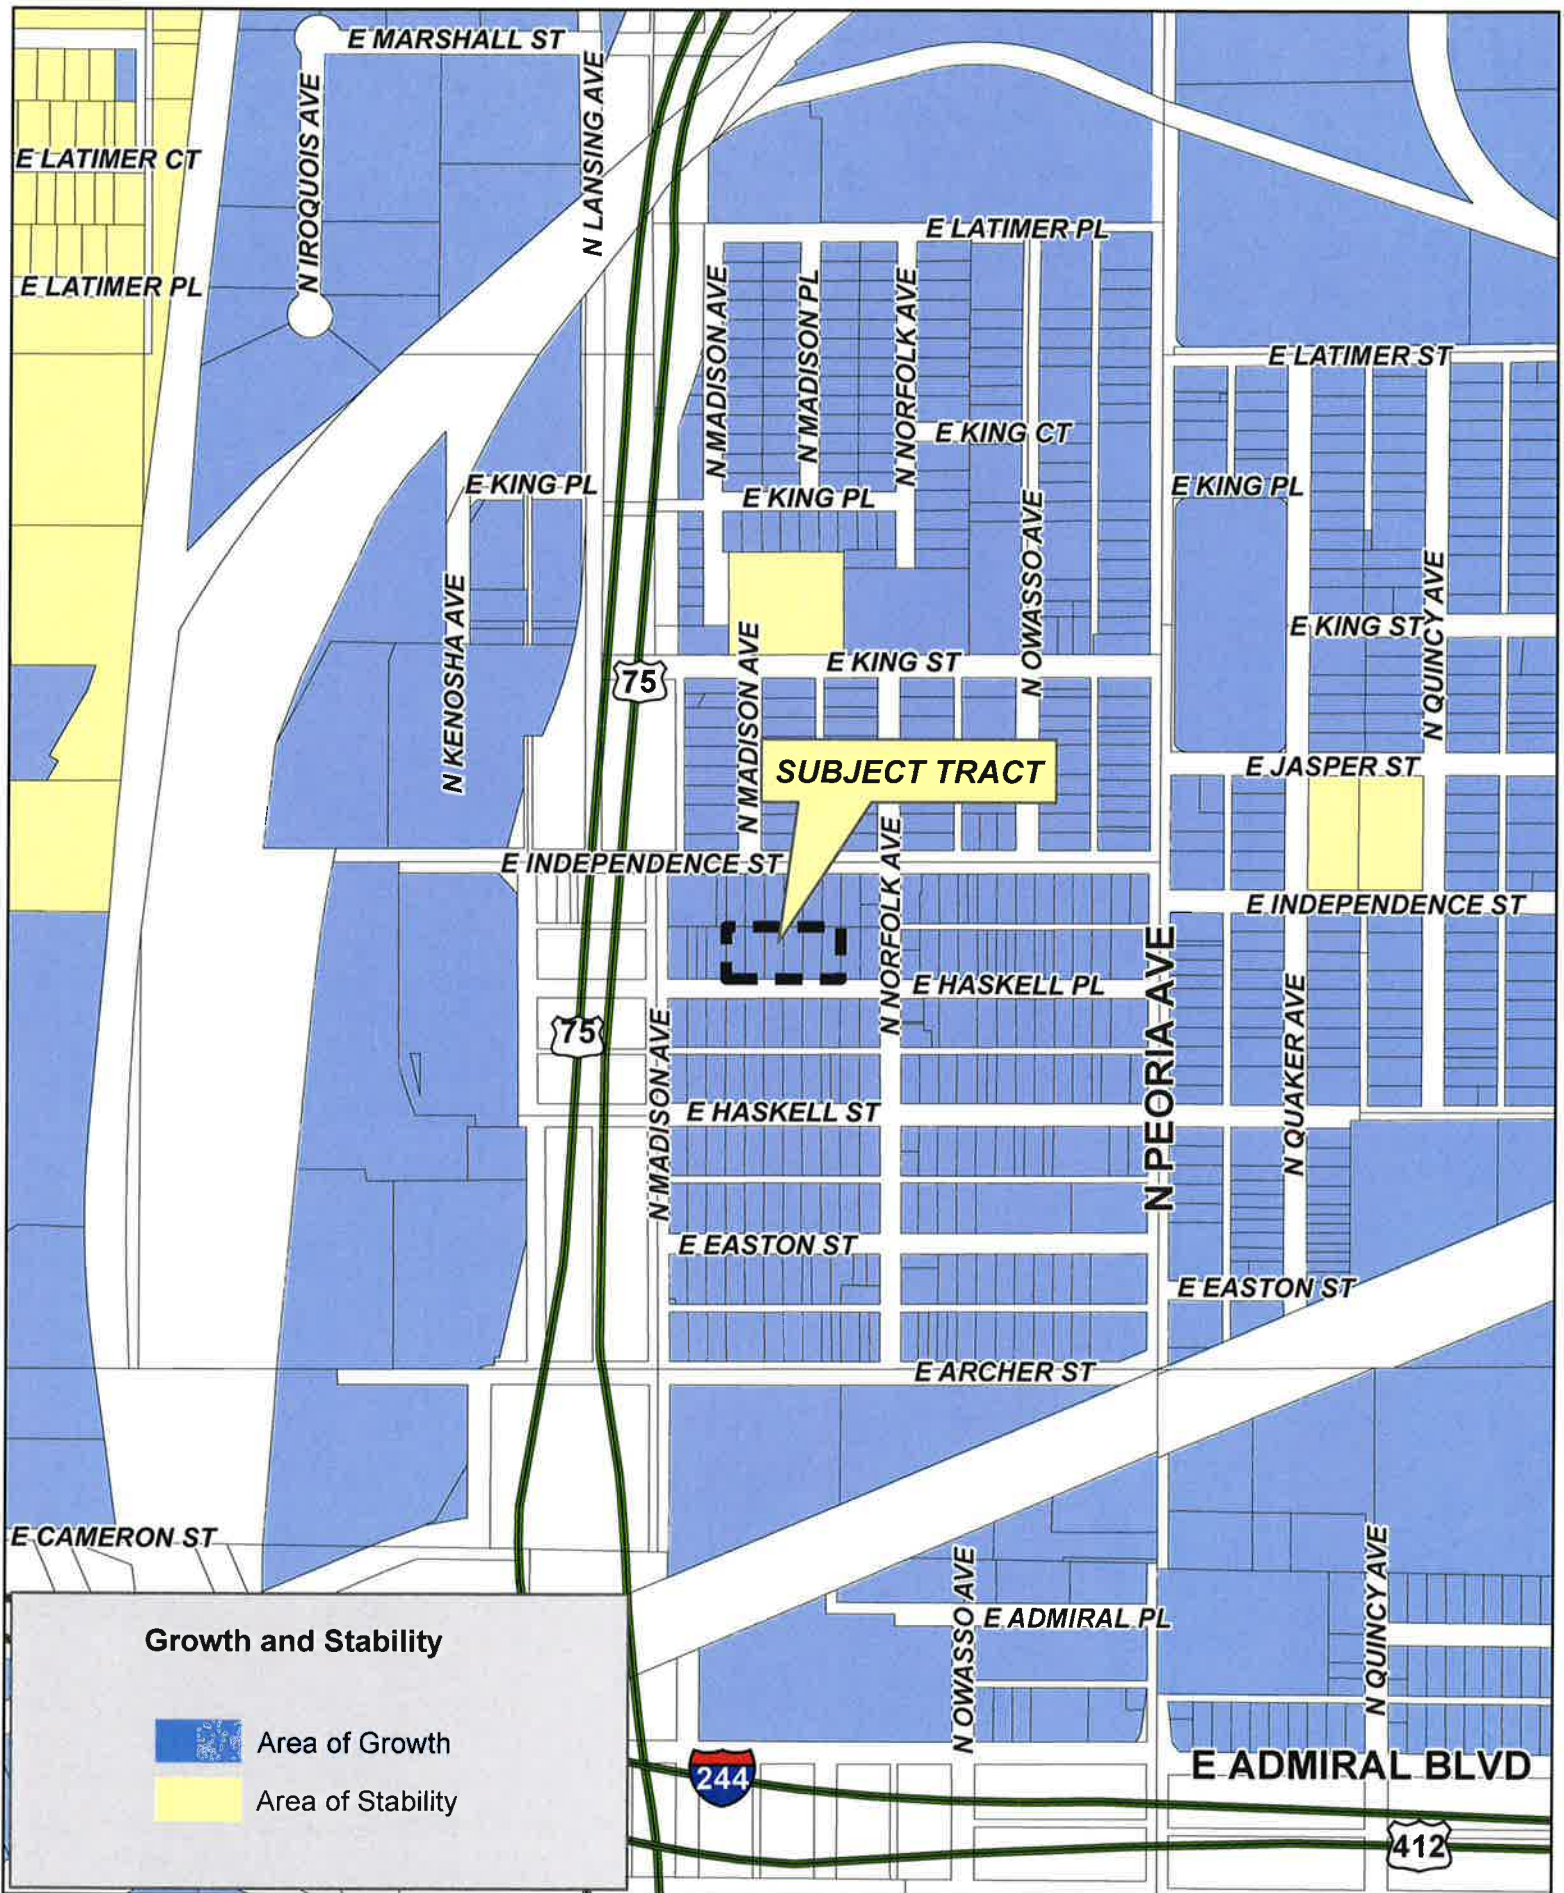 E MARSHALL ST
N LANSING AVE
N IROQUOIS AVE
E LATIMER CT
E LATIMER PL
E LATIMER PL
N MADISON AVE
N MADISON PL
N NORFOLK AVE
E LATIMER ST
E KING CT
E KING PL
E KING PL
E KING PL
N OWASSO AVE
N KENOSHA AVE
N QUINCY AVE
E KING ST
E KING ST
75
N MADISON AVE
SUBJECT TRACT
E JASPER ST
E INDEPENDENCE ST
N NORFOLK AVE
E INDEPENDENCE ST
N PEORIA AVE
E HASKELL PL
N QUAKER AVE
75
N MADISON AVE
E HASKELL ST
E EASTON ST
E EASTON ST
E ARCHER ST
E CAMERON ST
N OWASSO AVE
N QUINCY AVE
E ADMIRAL PL
Growth and Stability
Area of Growth
Area of Stability
244
E ADMIRAL BLVD
412